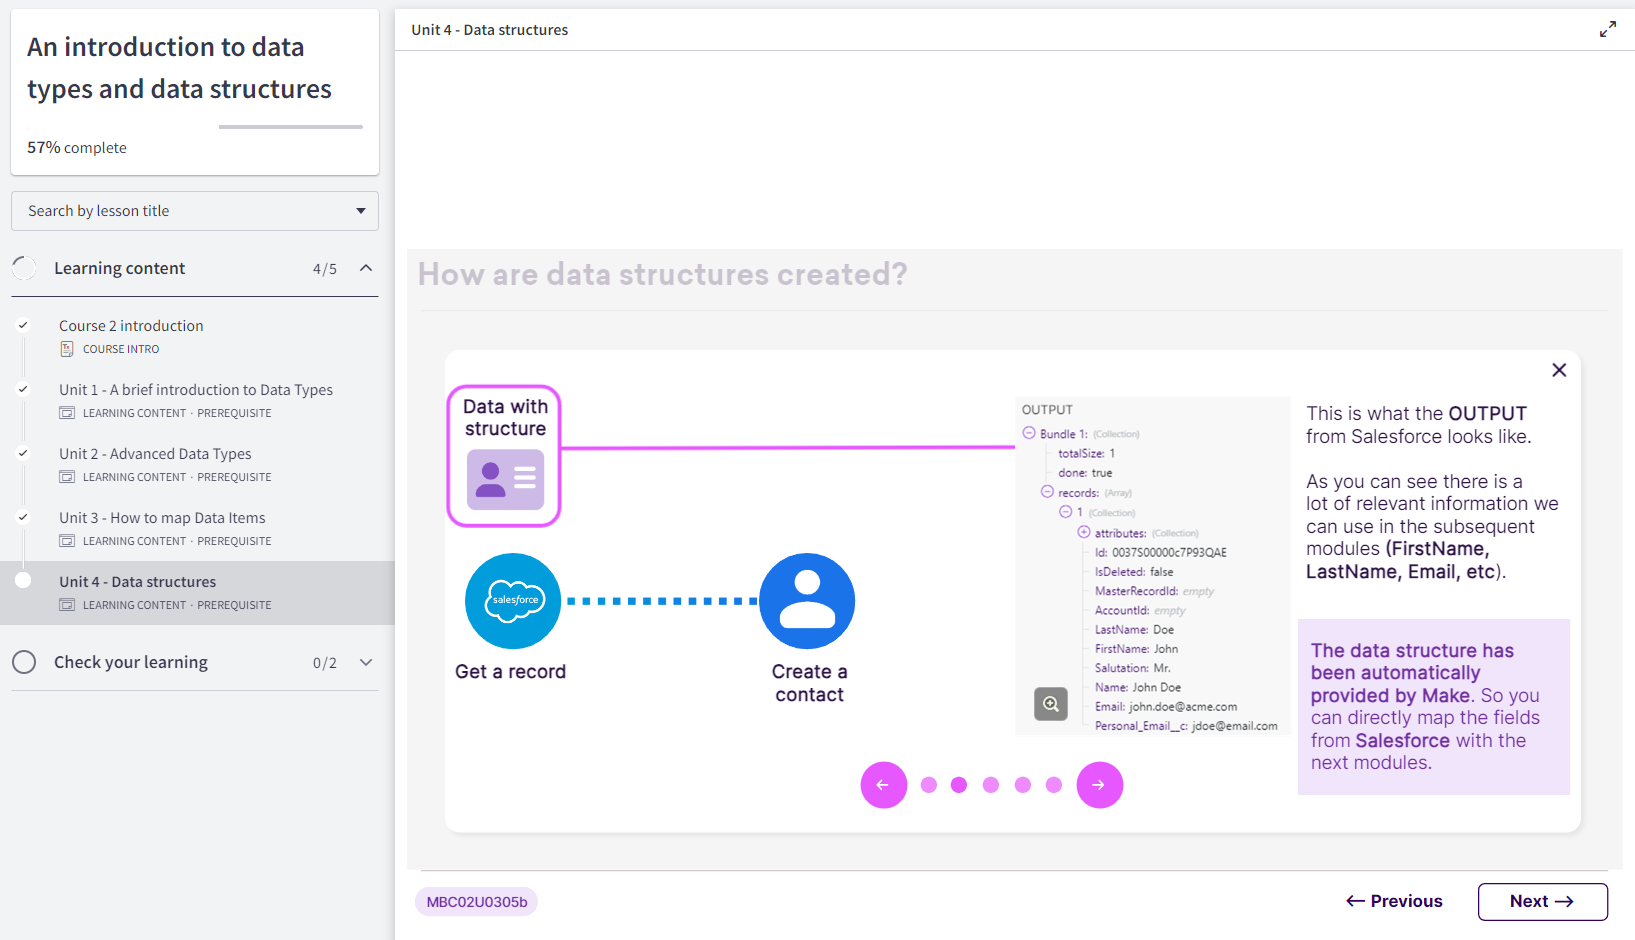 An introduction to data
types and data structures
57% complete
Search by lesson title
Learning content
4/5
Course 2 introduction
COURSE INTRO
Unit 1 - A brief introduction to Data Types
LEARNING CONTENT · PREREQUISITE
Unit 2 - Advanced Data Types
LEARNING CONTENT · PREREQUISITE
Unit 3 - How to map Data Items
LEARNING CONTENT · PREREQUISITE
Unit 4 - Data structures
LEARNING CONTENT · PREREQUISITE
Check your learning
0/2
Unit 4 - Data structures
How are data structures created?
Data with
structure
salesforce
Get a record
Create a
contact
OUTPUT
Bundle 1: (Collection)
totalSize: 1
done: true
records: (Array)
1 (Collection)
attributes: (Collection)
Id: 0037S00000c7P93QAE
IsDeleted: false
MasterRecordId: empty
AccountId: empty
LastName: Doe
FirstName: John
Salutation: Mr.
Name: John Doe
Email: john.doe@acme.com
Personal_Email__c: jdoe@email.com
This is what the OUTPUT
from Salesforce looks like.
As you can see there is a
lot of relevant information we
can use in the subsequent
modules (FirstName,
LastName, Email, etc).
The data structure has
been automatically
provided by Make. So you
can directly map the fields
from Salesforce with the
next modules.
MBC02U0305b
← Previous
Next →